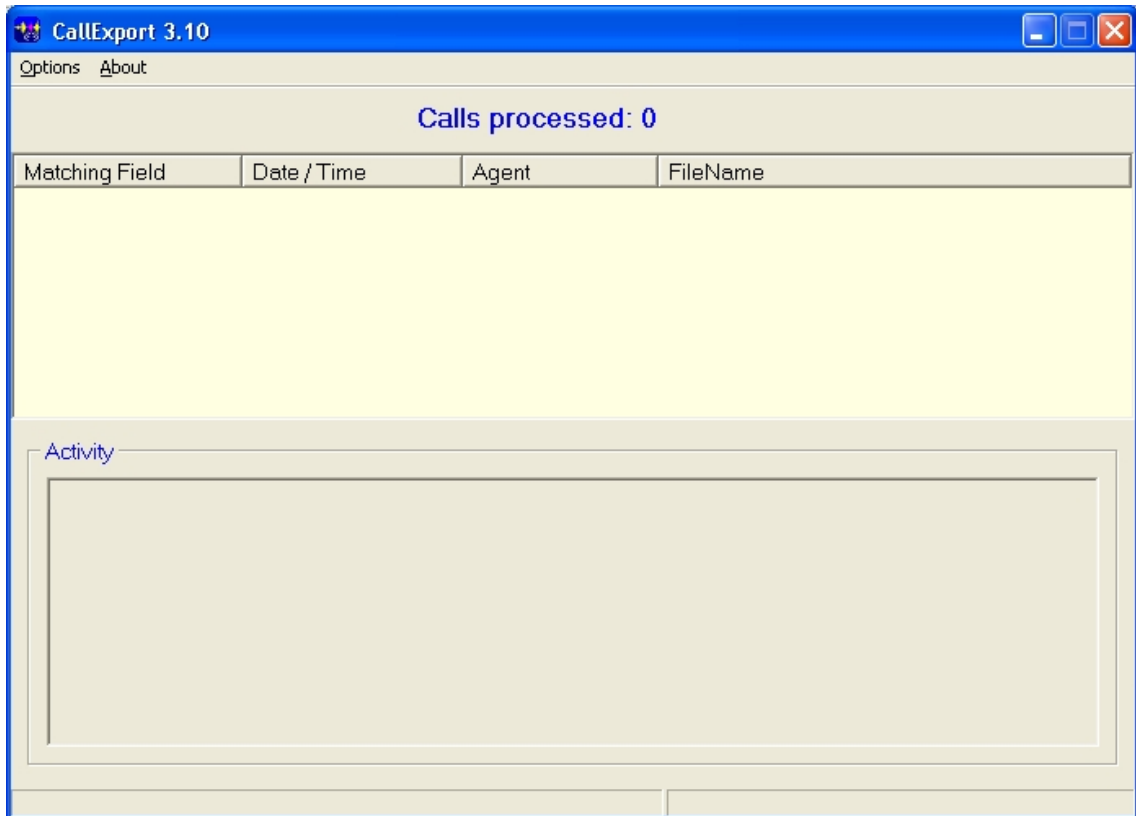 CallExport 3.10
Options About
Calls processed: 0
Matching Field Date / Time Agent FileName
Activity